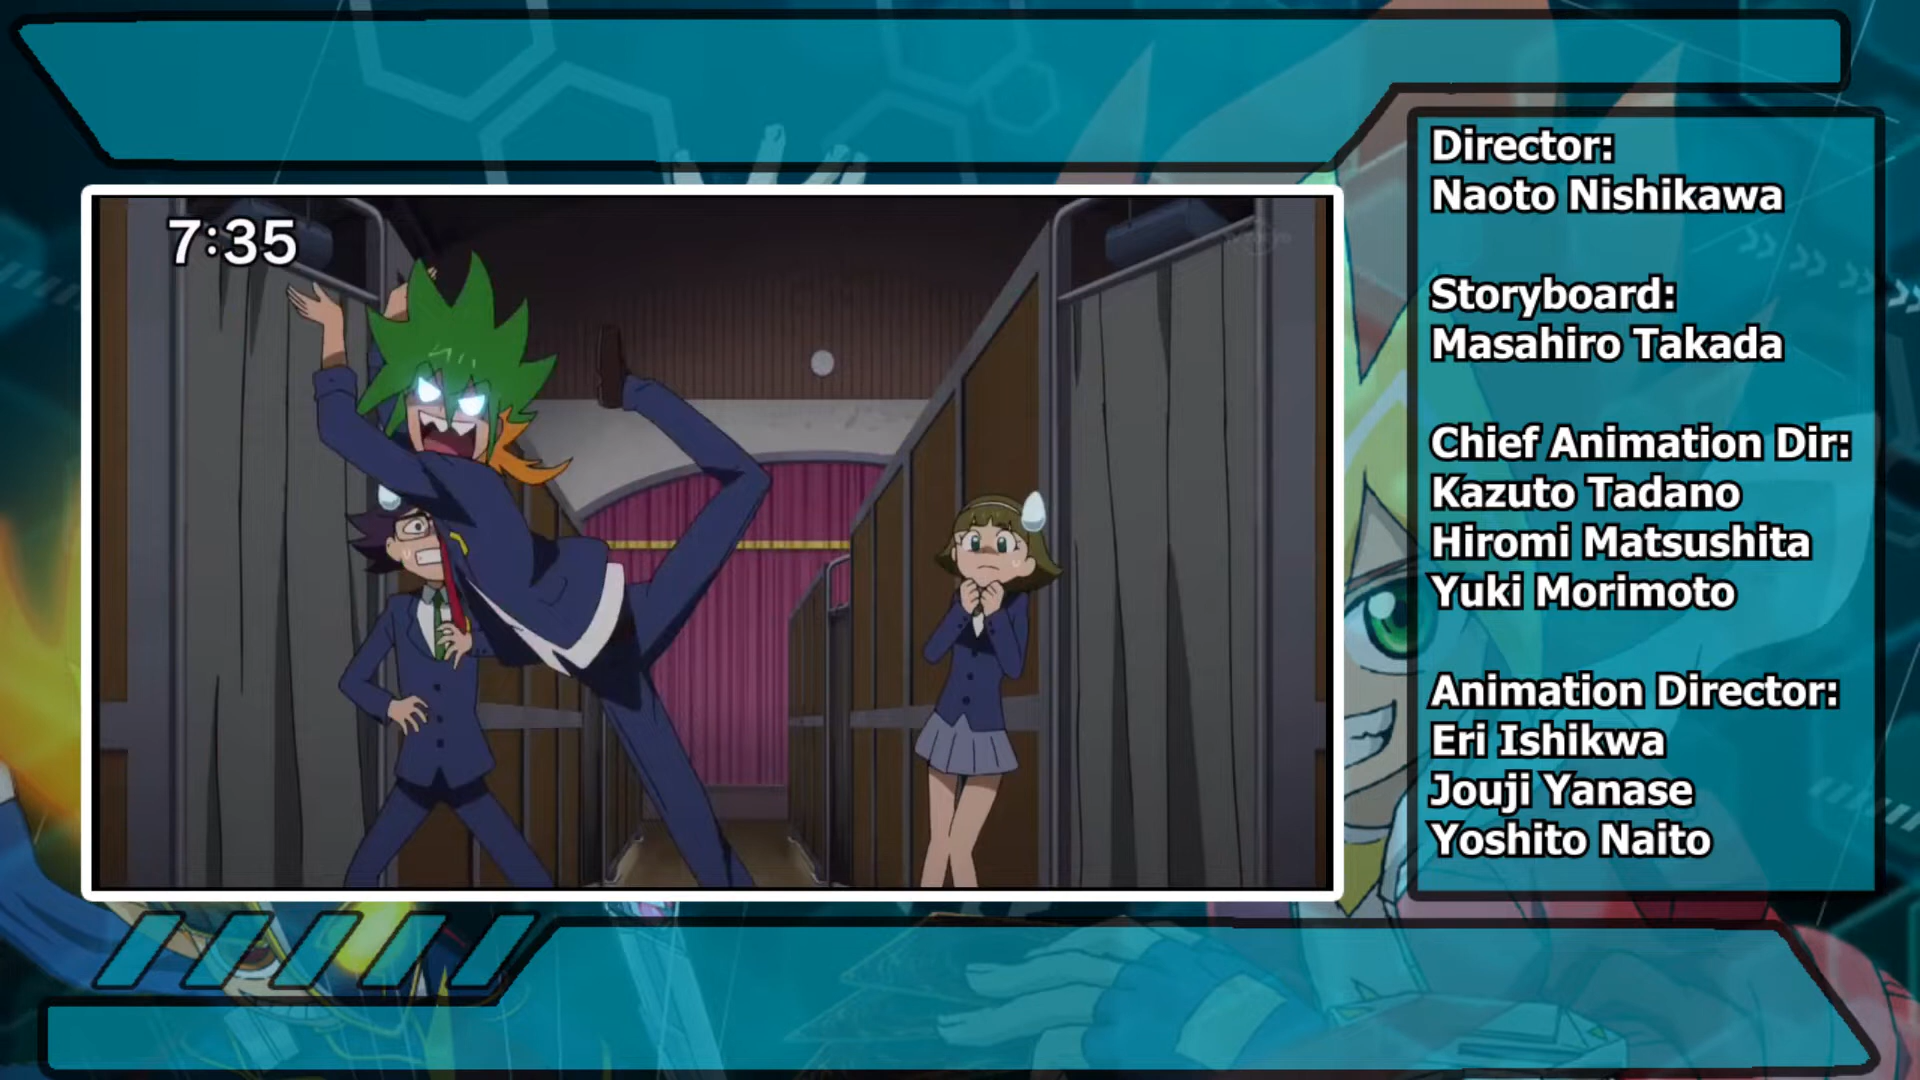 7:35
Director:
Naoto Nishikawa
Storyboard:
Masahiro Takada
Chief Animation Dir:
Kazuto Tadano
Hiromi Matsushita
Yuki Morimoto
Animation Director:
Eri Ishikwa
Jouji Yanase
Yoshito Naito